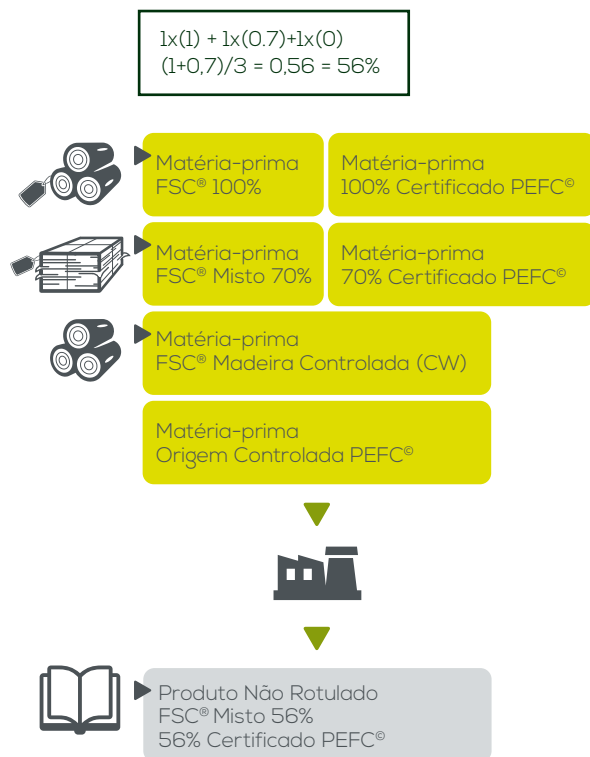 1x(1) + 1x(0.7)+1x(0)
(1+0,7)/3 = 0,56 = 56%
Matéria-prima
FSC® 100%
Matéria-prima
100% Certificado PEFC©
Matéria-prima
FSC® Misto 70%
Matéria-prima
70% Certificado PEFC©
Matéria-prima
FSC® Madeira Controlada (CW)
Matéria-prima
Origem Controlada PEFC©
Produto Não Rotulado
FSC® Misto 56%
56% Certificado PEFC©